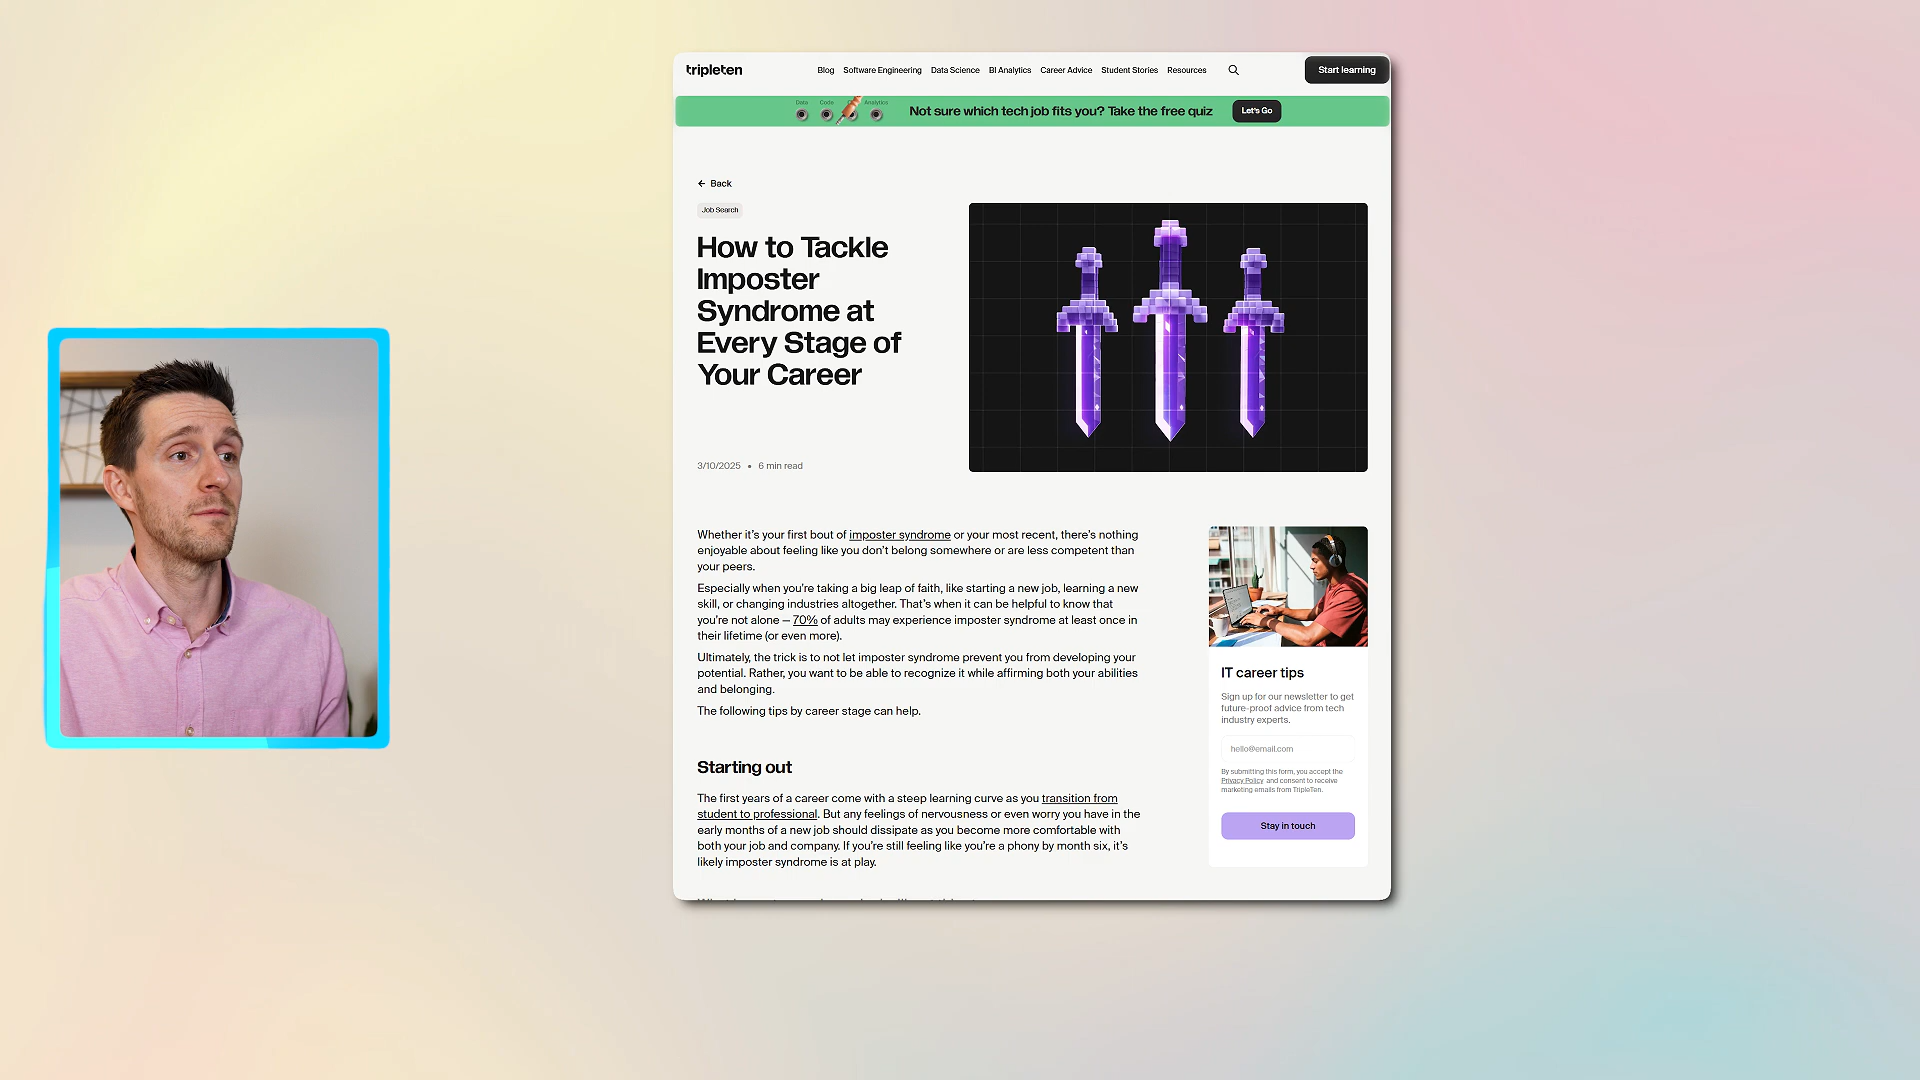 tripleten
Blog Software Engineering Data Science BI Analytics Career Advice Student Stories Resources
Start learning
Data Code Analytics
Not sure which tech job fits you? Take the free quiz
Let's Go
← Back
Job Search
How to Tackle
Imposter
Syndrome at
Every Stage of
Your Career
3/10/2025 • 6 min read
Whether it's your first bout of imposter syndrome or your most recent, there's nothing
enjoyable about feeling like you don't belong somewhere or are less competent than
your peers.
Especially when you're taking a big leap of faith, like starting a new job, learning a new
skill, or changing industries altogether. That's when it can be helpful to know that
you're not alone — 70% of adults may experience imposter syndrome at least once in
their lifetime (or even more).
Ultimately, the trick is to not let imposter syndrome prevent you from developing your
potential. Rather, you want to be able to recognize it while affirming both your abilities
and belonging.
The following tips by career stage can help.
Starting out
The first years of a career come with a steep learning curve as you transition from
student to professional. But any feelings of nervousness or even worry you have in the
early months of a new job should dissipate as you become more comfortable with
both your job and company. If you're still feeling like you're a phony by month six, it's
likely imposter syndrome is at play.
IT career tips
Sign up for our newsletter to get
future-proof advice from tech
industry experts.
hello@email.com
By submitting this form, you accept the
Privacy Policy and consent to receive
marketing emails from TripleTen.
Stay in touch